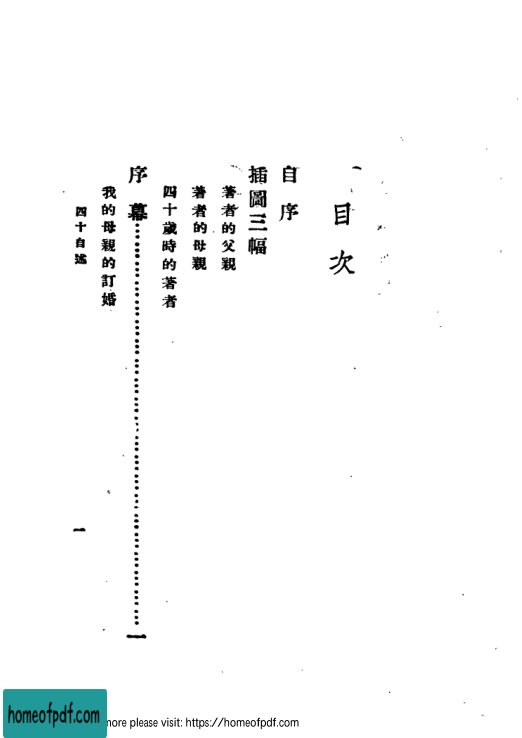 目次
自序
插圖三幅
著者的父親
著者的母親
四十歲時的著者
序幕……………………………………一
我的母親的訂婚
四十自述
一
homeofpdf.com
more please visit: https://homeofpdf.com